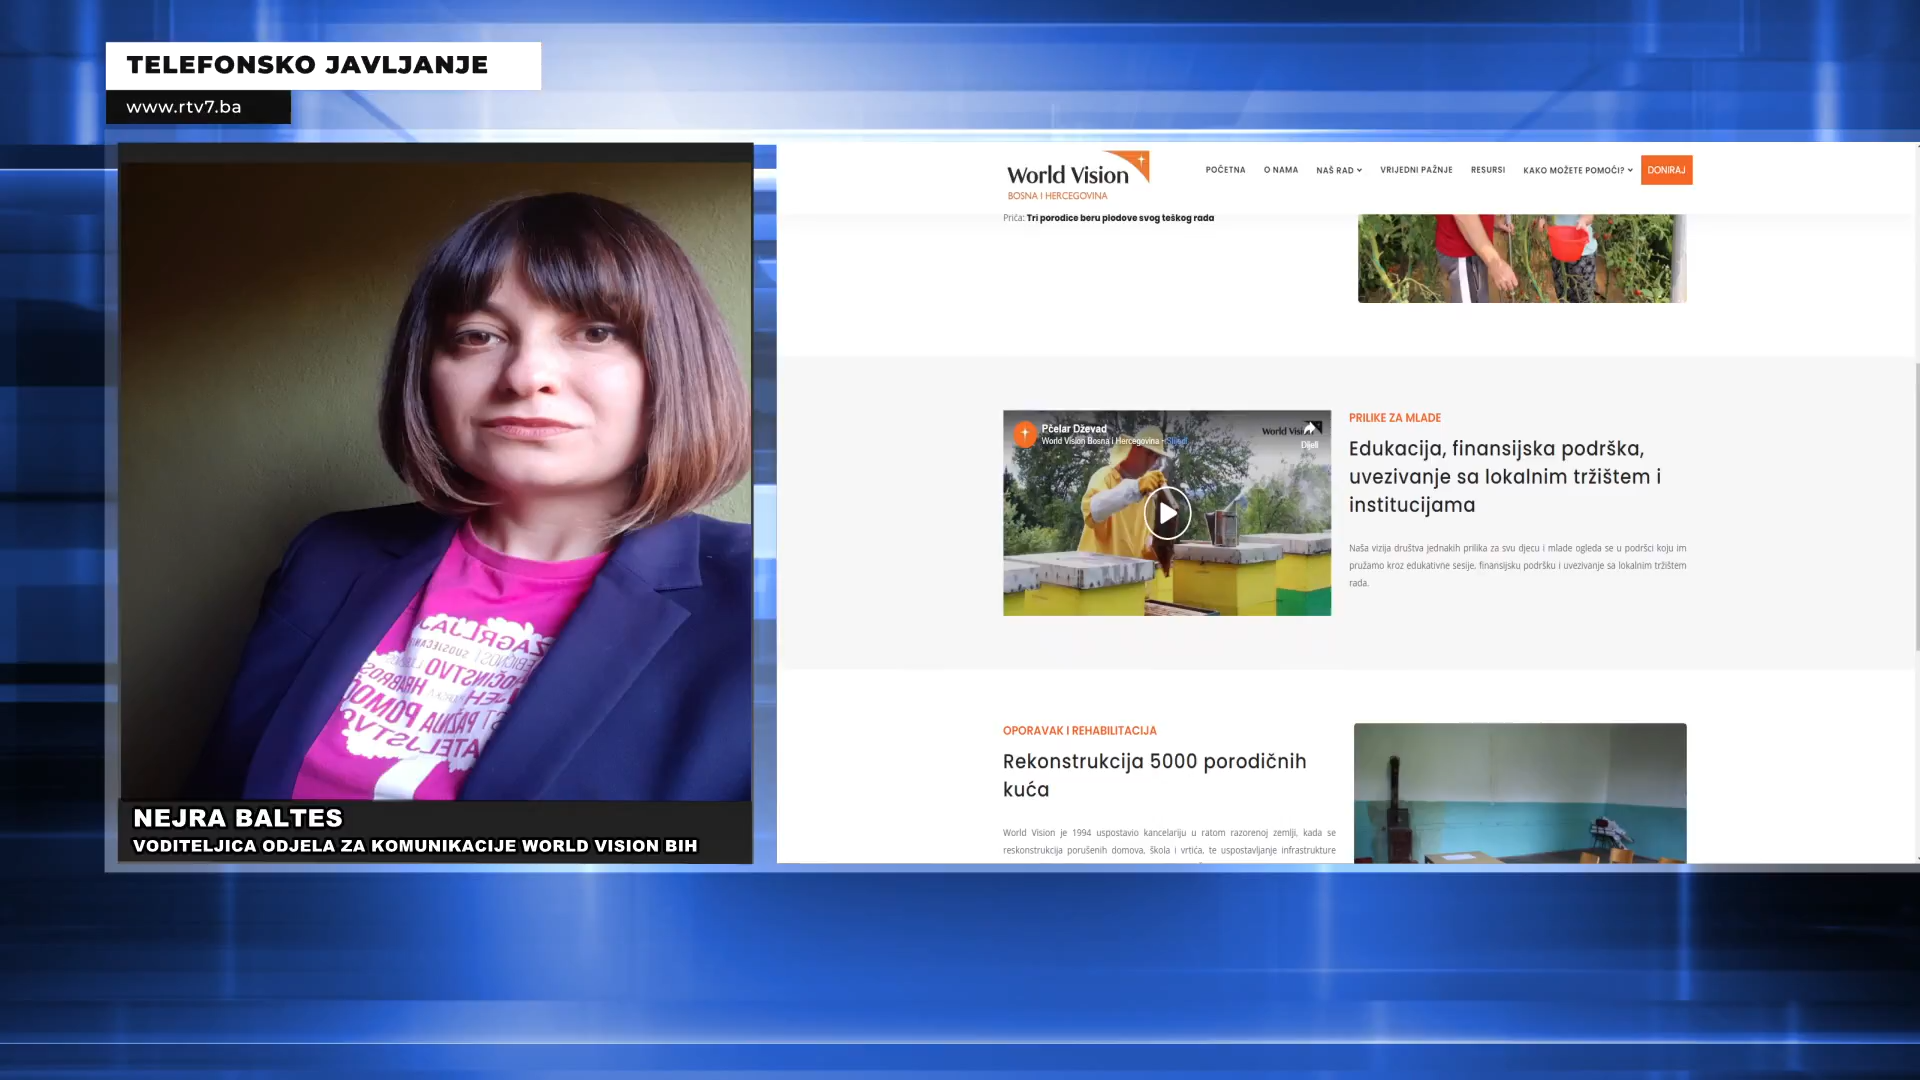 TELEFONSKO JAVLJANJE
www.rtv7.ba
NEJRA BALTES
VODITELJICA ODJELA ZA KOMUNIKACIJE WORLD VISION BIH
World Vision
BOSNA I HERCEGOVINA
POČETNA O NAMA NAŠ RAD VRIJEDNI PAŽNJE RESURSI KAKO MOŽETE POMOĆI? DONIRAJ
Priča: Tri porodice beru plodove svog teškog rada
Pčelar Dževad
World Vision Bosna i Hercegovina
World
Dijeli
PRILIKE ZA MLADE
Edukacija, finansijska podrška,
uvezivanje sa lokalnim tržištem i
institucijama
Naša vizija društva jednakih prilika za svu djecu i mlade ogleda se u podršci koju im
pružamo kroz edukativne sesije, finansijsku podršku i uvezivanje sa lokalnim tržištem
rada.
OPORAVAK I REHABILITACIJA
Rekonstrukcija 5000 porodičnih
kuća
World Vision je 1994 uspostavio kancelariju u ratom razorenoj zemlji, kada se
reskonstrukcija porušenih domova, škola i vrtića, te uspostavljanje infrastrukture